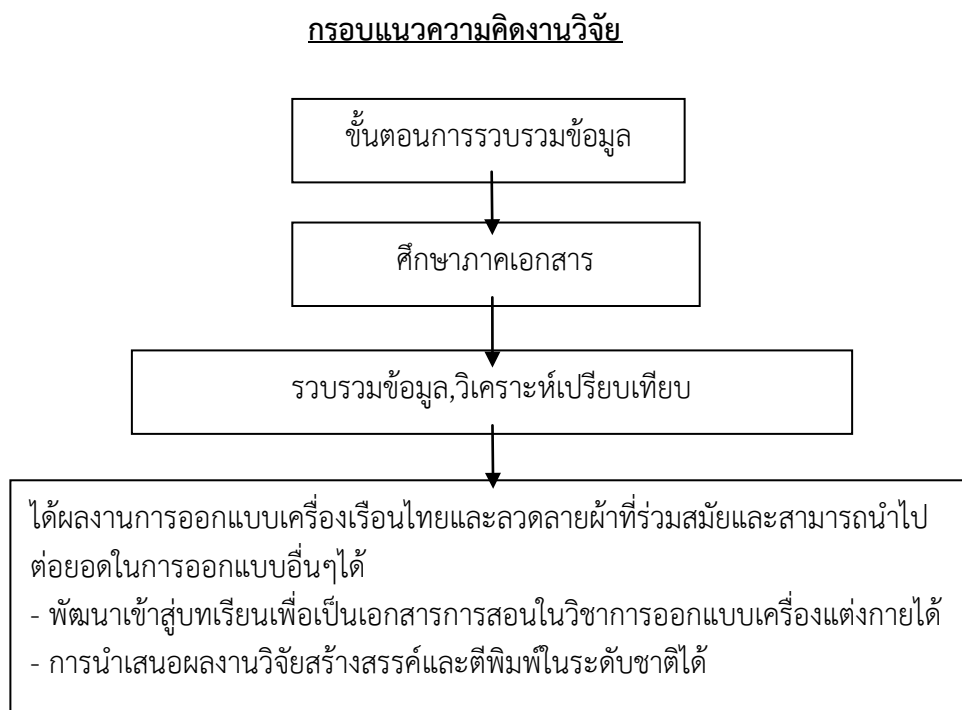 กรอบแนวความคิดงานวิจัย
ขั้นตอนการรวบรวมข้อมูล
ศึกษาภาคเอกสาร
รวบรวมข้อมูล,วิเคราะห์เปรียบเทียบ
ได้ผลงานการออกแบบเครื่องเรือนไทยและลวดลายผ้าที่ร่วมสมัยและสามารถนำไป
ต่อยอดในการออกแบบอื่นๆได้
- พัฒนาเข้าสู่บทเรียนเพื่อเป็นเอกสารการสอนในวิชาการออกแบบเครื่องแต่งกายได้
- การนำเสนอผลงานวิจัยสร้างสรรค์และตีพิมพ์ในระดับชาติได้